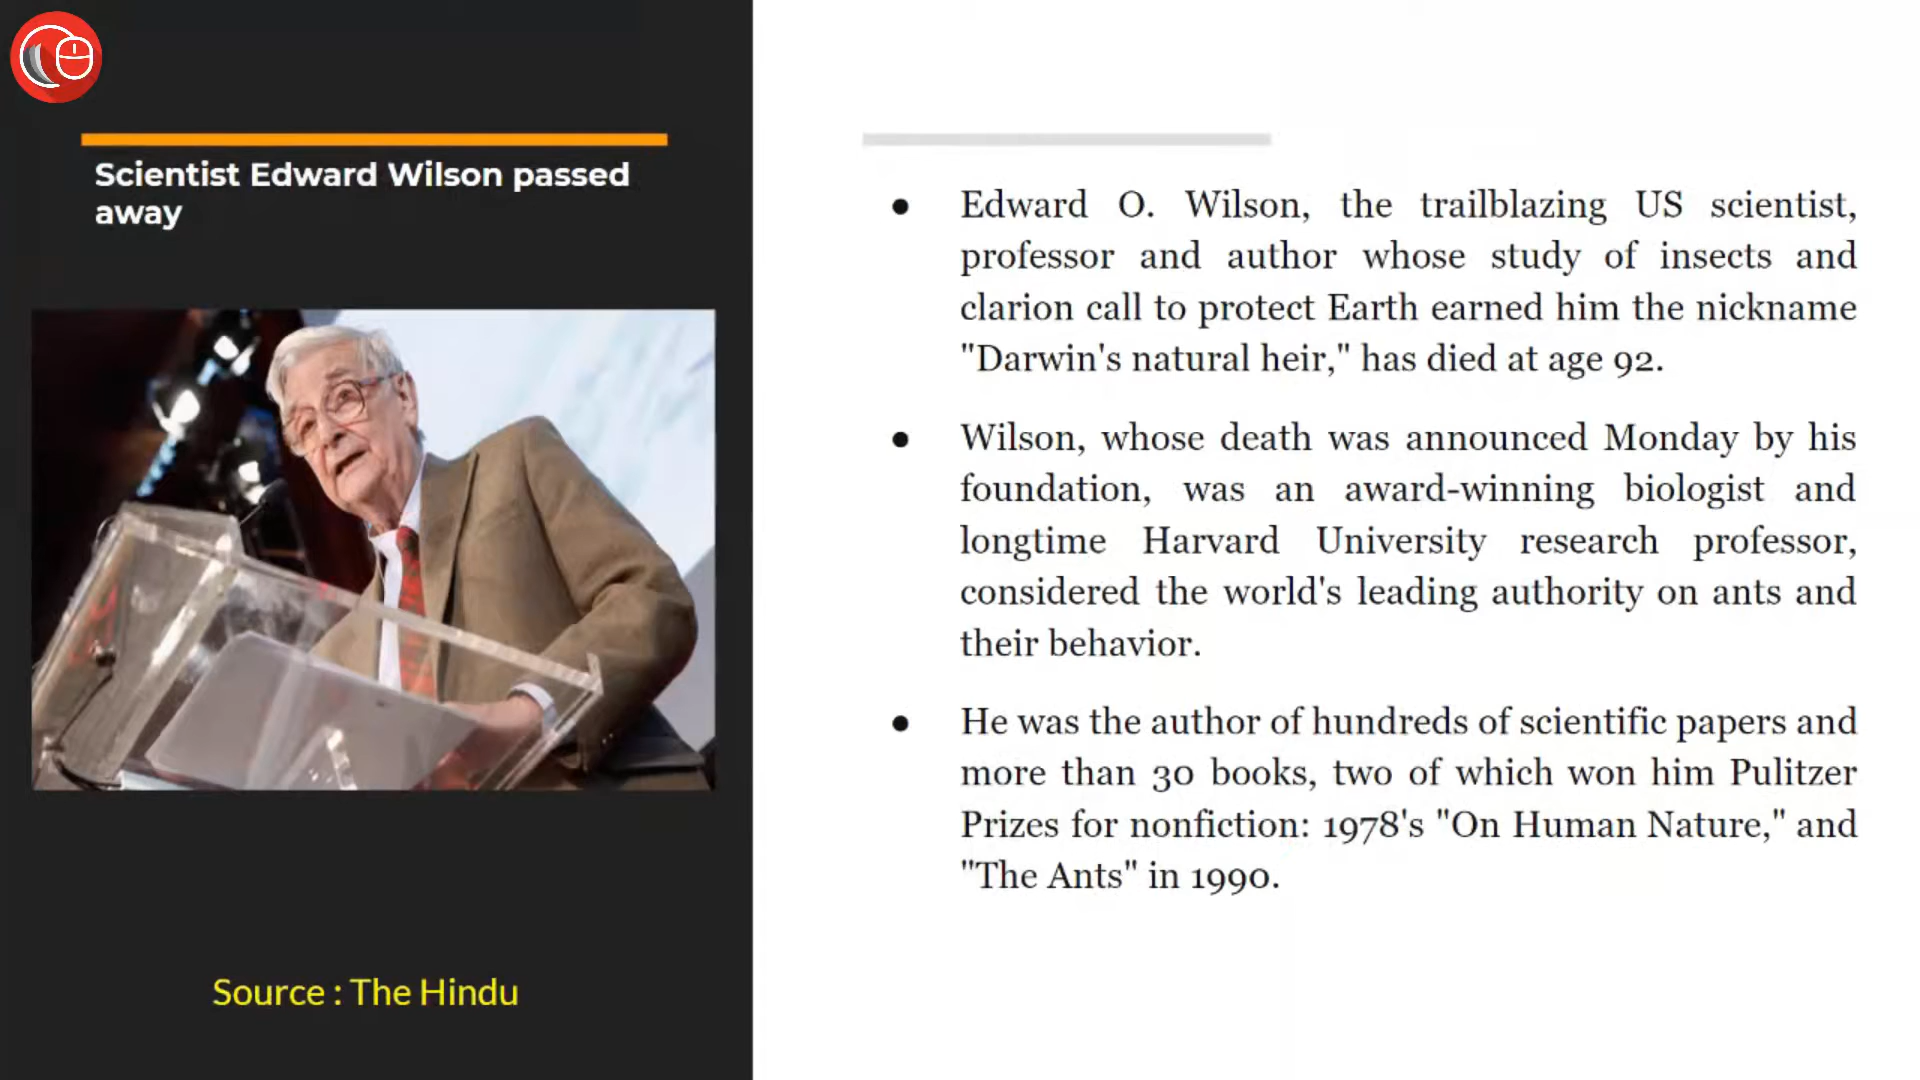 Scientist Edward Wilson passed
away
Source : The Hindu
● Edward O. Wilson, the trailblazing US scientist,
professor and author whose study of insects and
clarion call to protect Earth earned him the nickname
"Darwin's natural heir," has died at age 92.
● Wilson, whose death was announced Monday by his
foundation, was an award-winning biologist and
longtime Harvard University research professor,
considered the world's leading authority on ants and
their behavior.
● He was the author of hundreds of scientific papers and
more than 30 books, two of which won him Pulitzer
Prizes for nonfiction: 1978's "On Human Nature," and
"The Ants" in 1990.